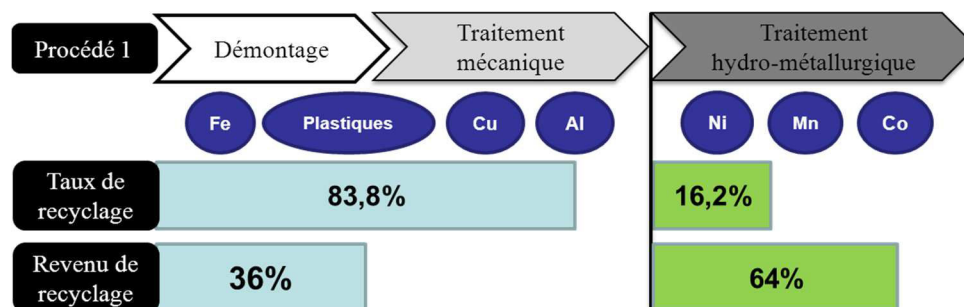 Procédé 1
Démontage
Traitement
mécanique
Traitement
hydro-métallurgique
Fe
Plastiques
Cu
Al
Ni
Mn
Co
Taux de
recyclage
83,8%
16,2%
Revenu de
recyclage
36%
64%